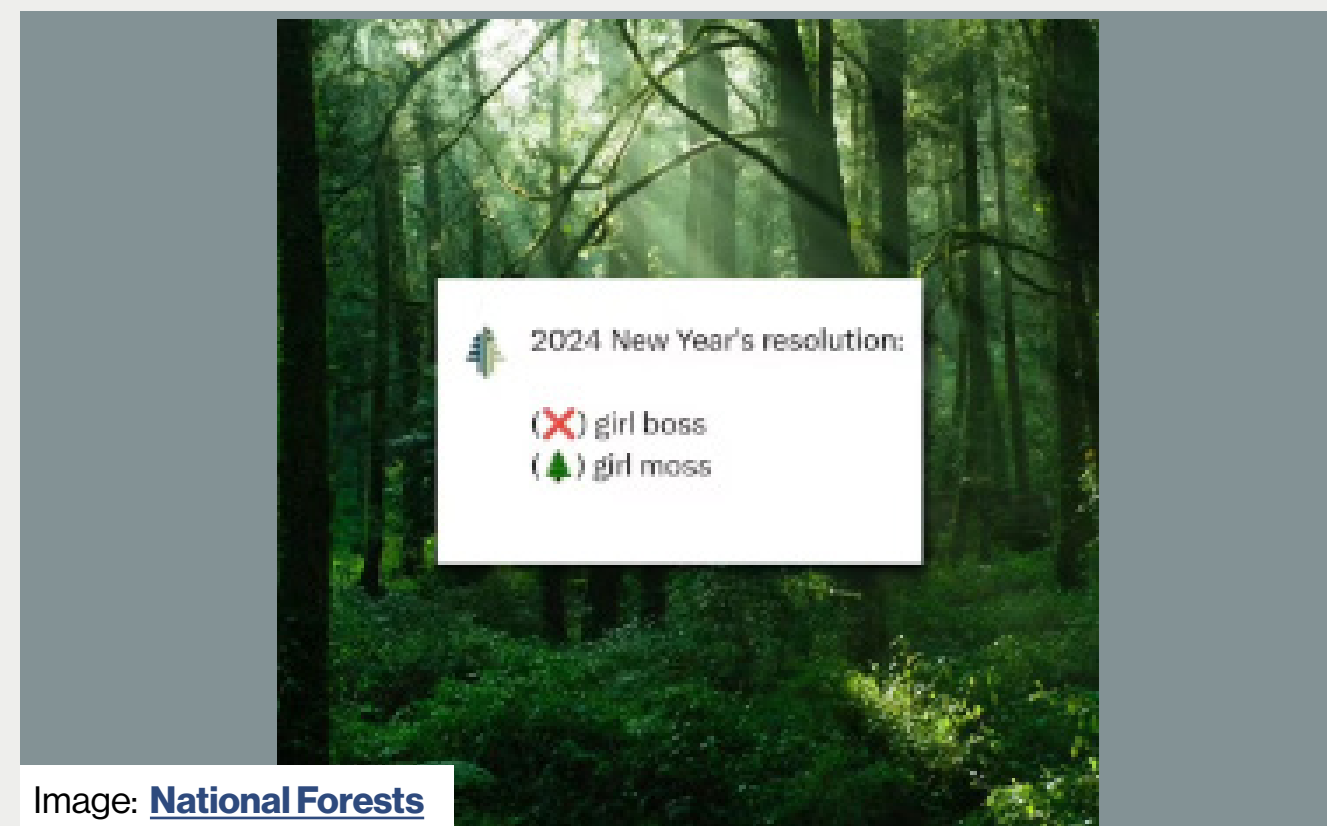 2024 New Year's resolution:
(❌) girl boss
(🌲) girl moss
Image: National Forests